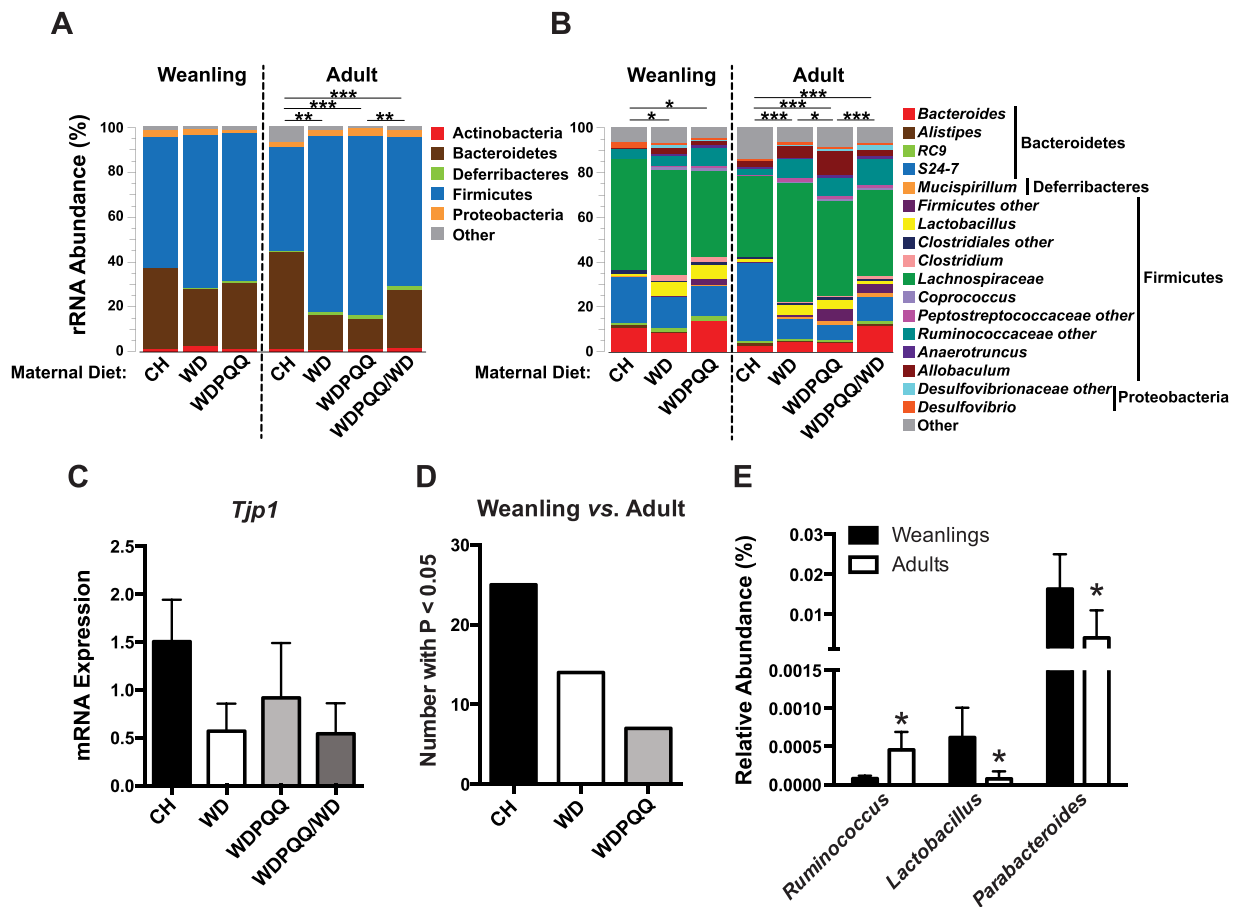 A
Weanling
Adult
***
***
**
**
rRNA Abundance (%)
100
80
60
40
20
0
Maternal Diet:
CH
WD
WDPQQ
CH
WD
WDPQQ
WDPQQ/WD
Actinobacteria
Bacteroidetes
Deferribacteres
Firmicutes
Proteobacteria
Other
B
Weanling
Adult
*
*
***
***
***
*
***
100
80
60
40
20
0
Maternal Diet:
CH
WD
WDPQQ
CH
WD
WDPQQ
WDPQQ/WD
Bacteroides
Alistipes
RC9
S24-7
Mucispirillum
Firmicutes other
Lactobacillus
Clostridiales other
Clostridium
Lachnospiraceae
Coprococcus
Peptostreptococcaceae other
Ruminococcaceae other
Anaerotruncus
Allobaculum
Desulfovibrionaceae other
Desulfovibrio
Other
Bacteroidetes
Deferribacteres
Firmicutes
Proteobacteria
C
Tjp1
mRNA Expression
2.5
2.0
1.5
1.0
0.5
0.0
CH
WD
WDPQQ
WDPQQ/WD
D
Weanling vs. Adult
Number with P < 0.05
30
20
10
0
CH
WD
WDPQQ
E
Relative Abundance (%)
0.03
0.02
0.01
0.0015
0.0010
0.0005
0.0000
Weanlings
Adults
*
*
*
Ruminococcus
Lactobacillus
Parabacteroides